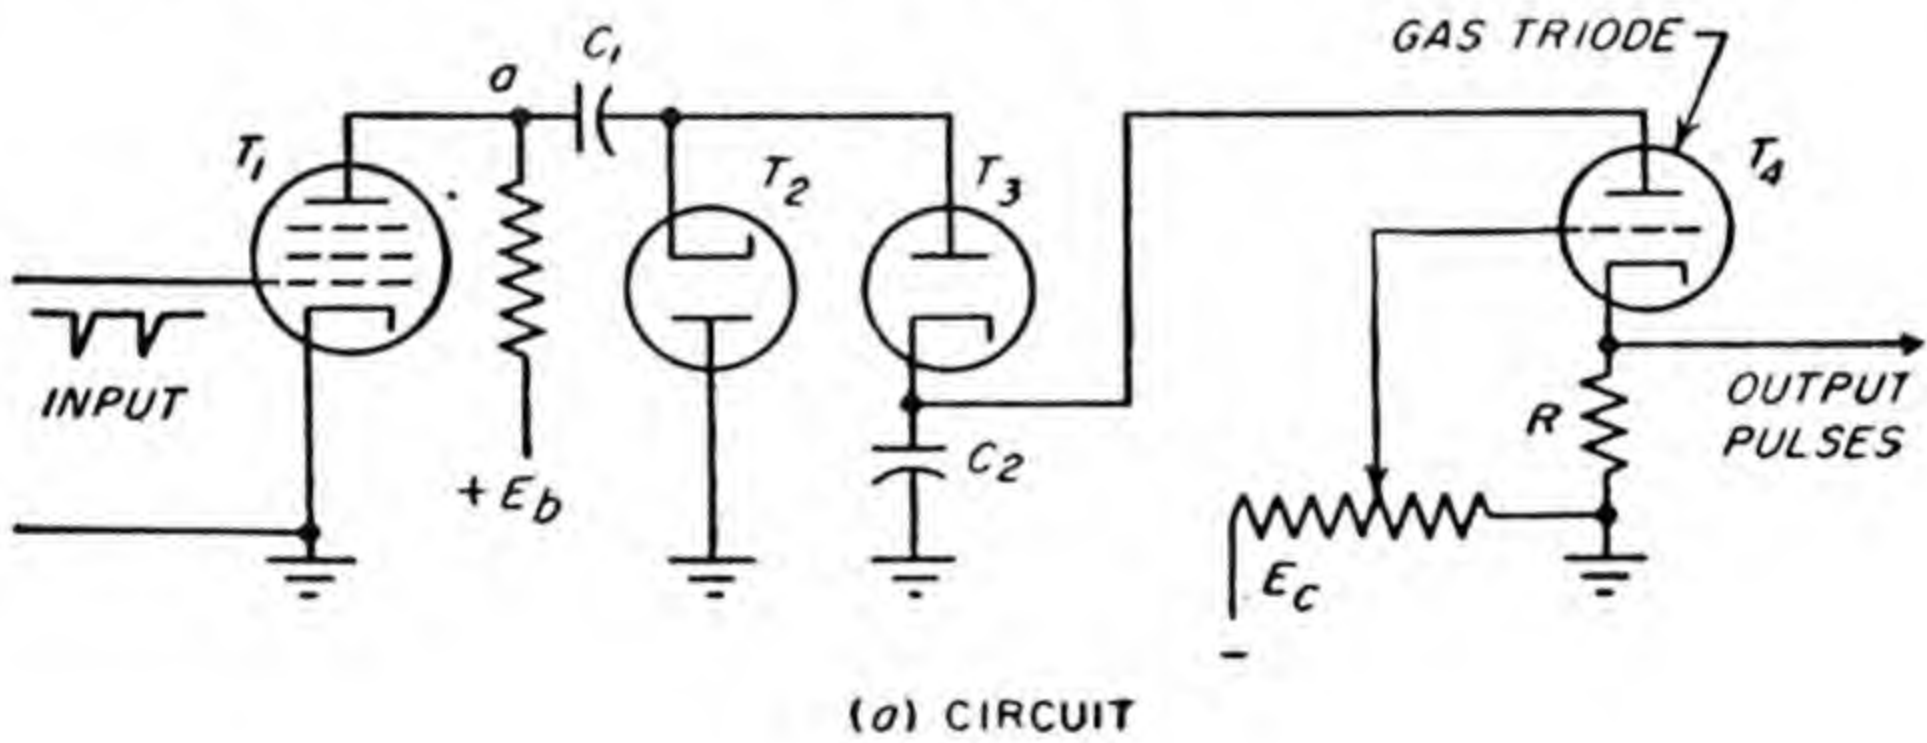 GAS TRIODE
a
C1
T1
T2
T3
T4
INPUT
+Eb
C2
R
OUTPUT
PULSES
Ec
-
(a) CIRCUIT